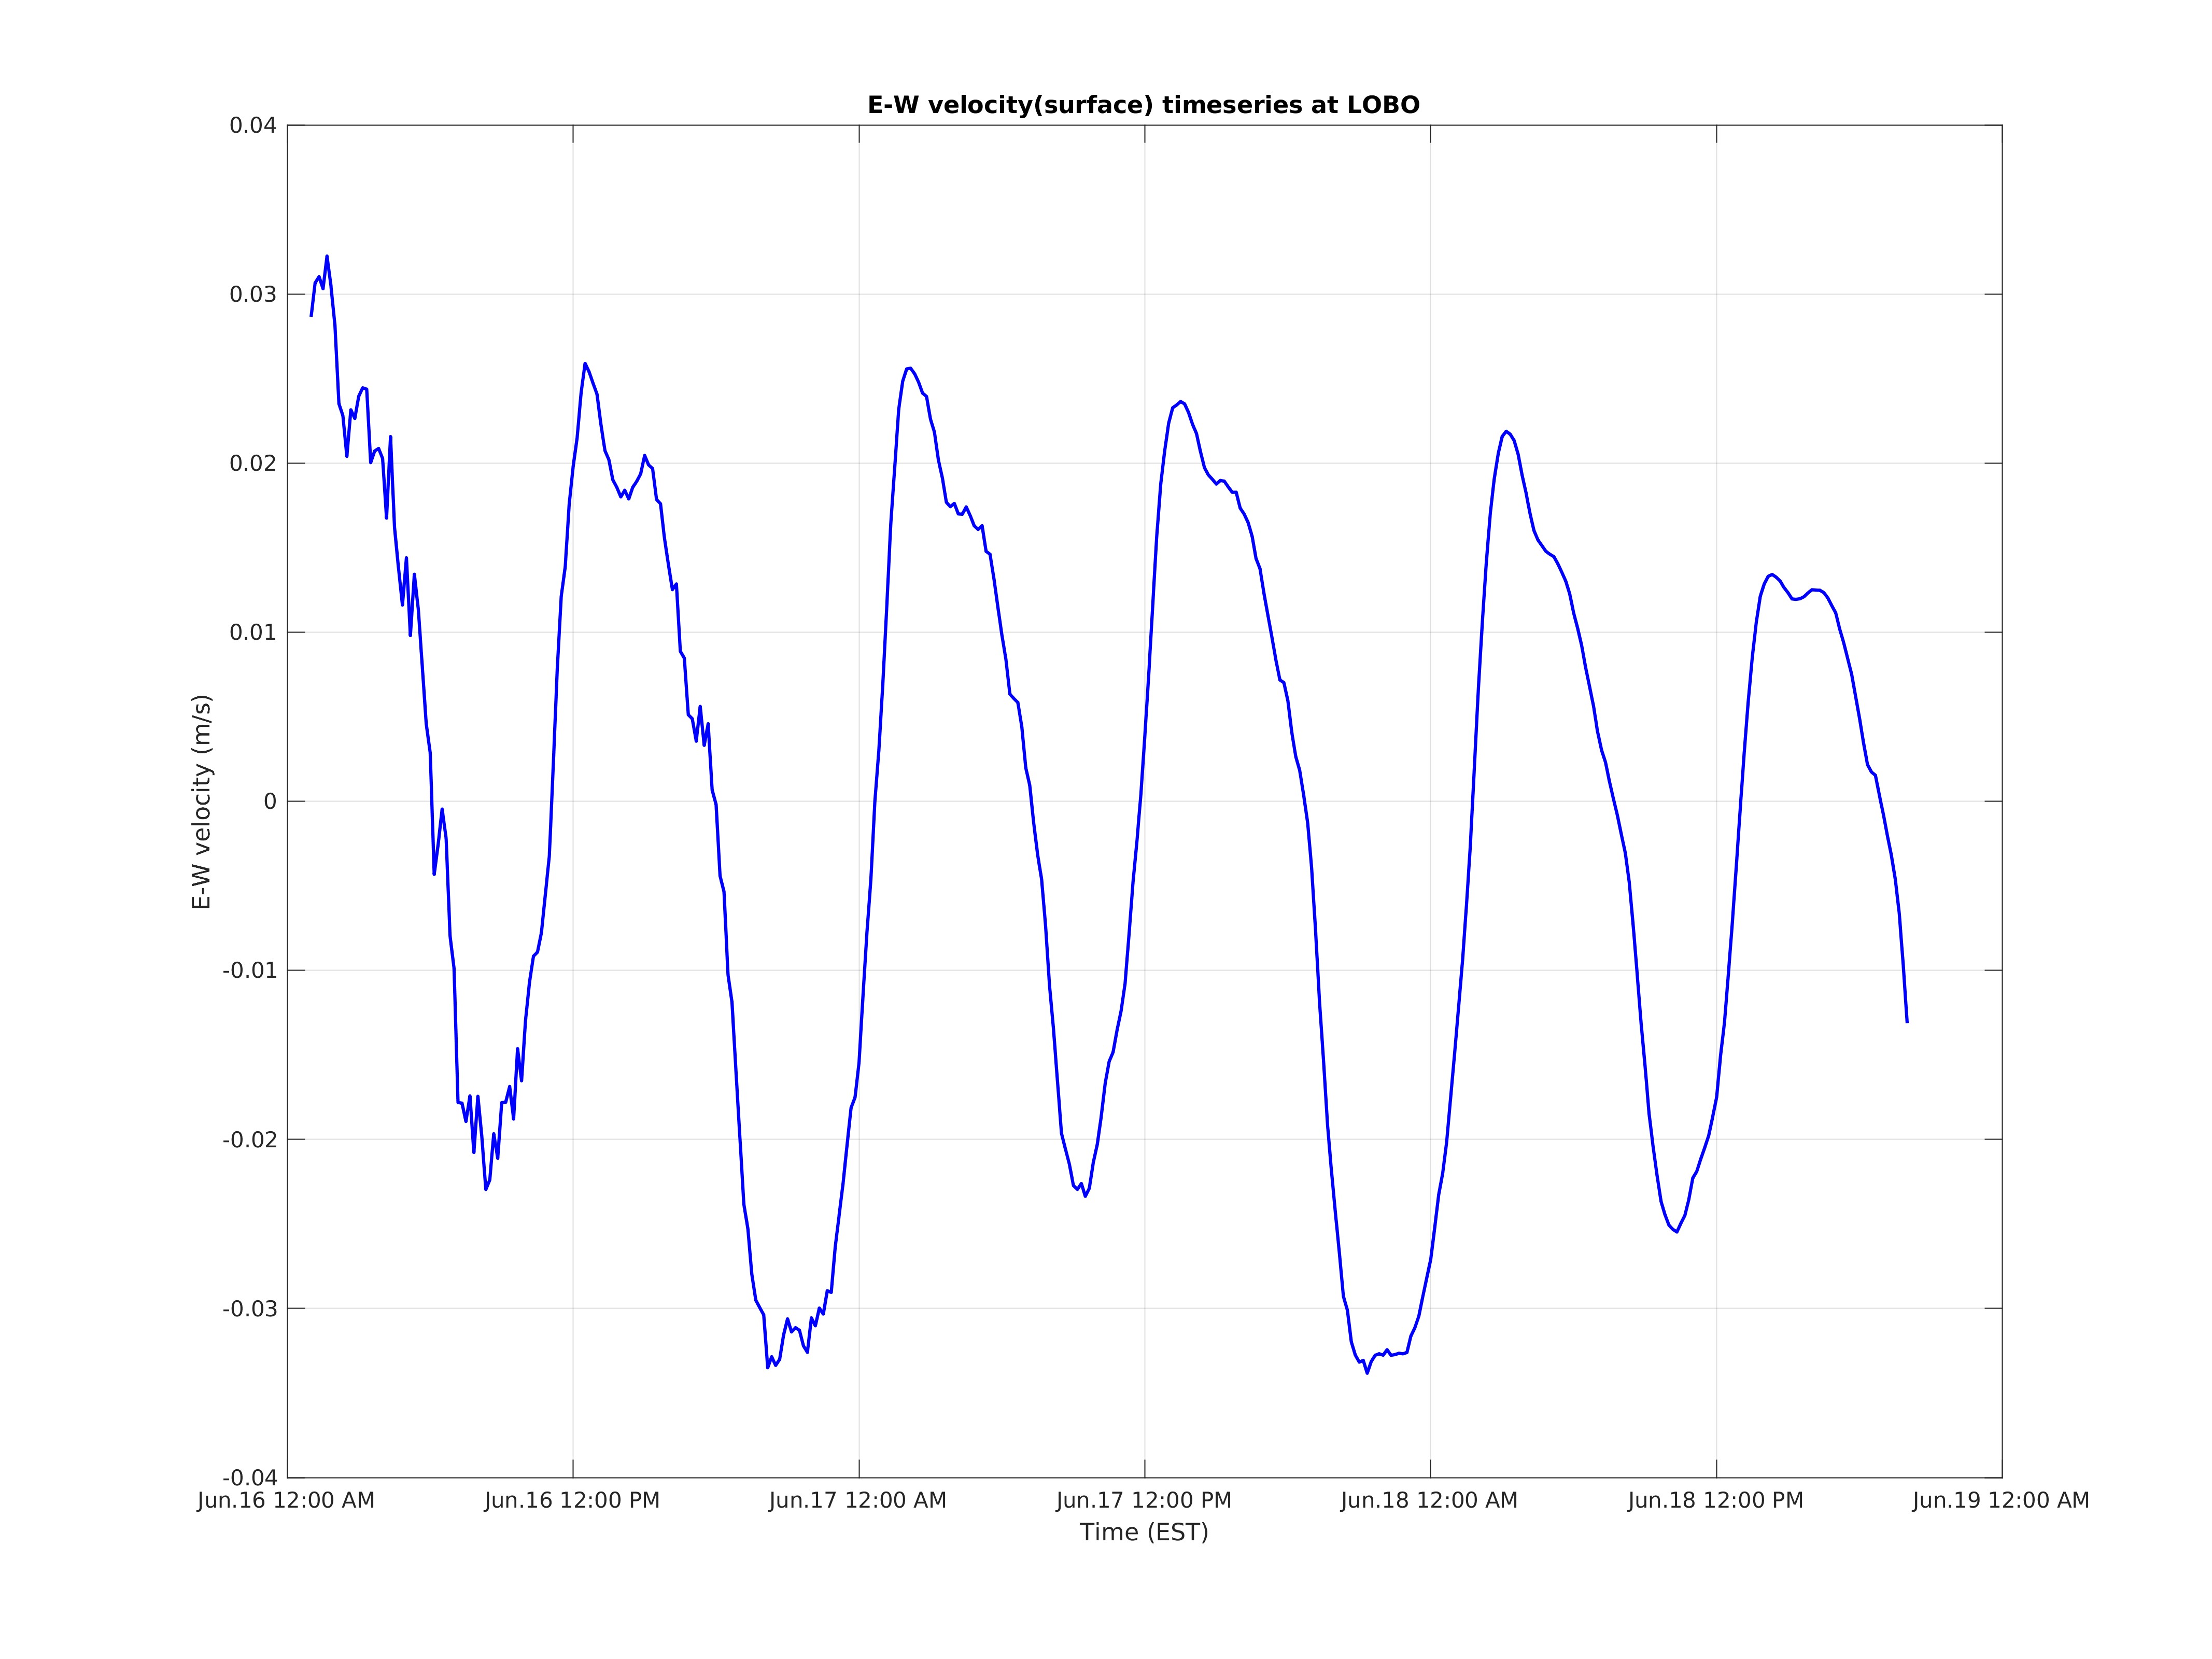 E-W velocity(surface) timeseries at LOBO
0.04
0.03
0.02
0.01
0
-0.01
-0.02
-0.03
-0.04
E-W velocity (m/s)
Jun.16 12:00 AM Jun.16 12:00 PM Jun.17 12:00 AM Jun.17 12:00 PM Jun.18 12:00 AM Jun.18 12:00 PM Jun.19 12:00 AM
Time (EST)